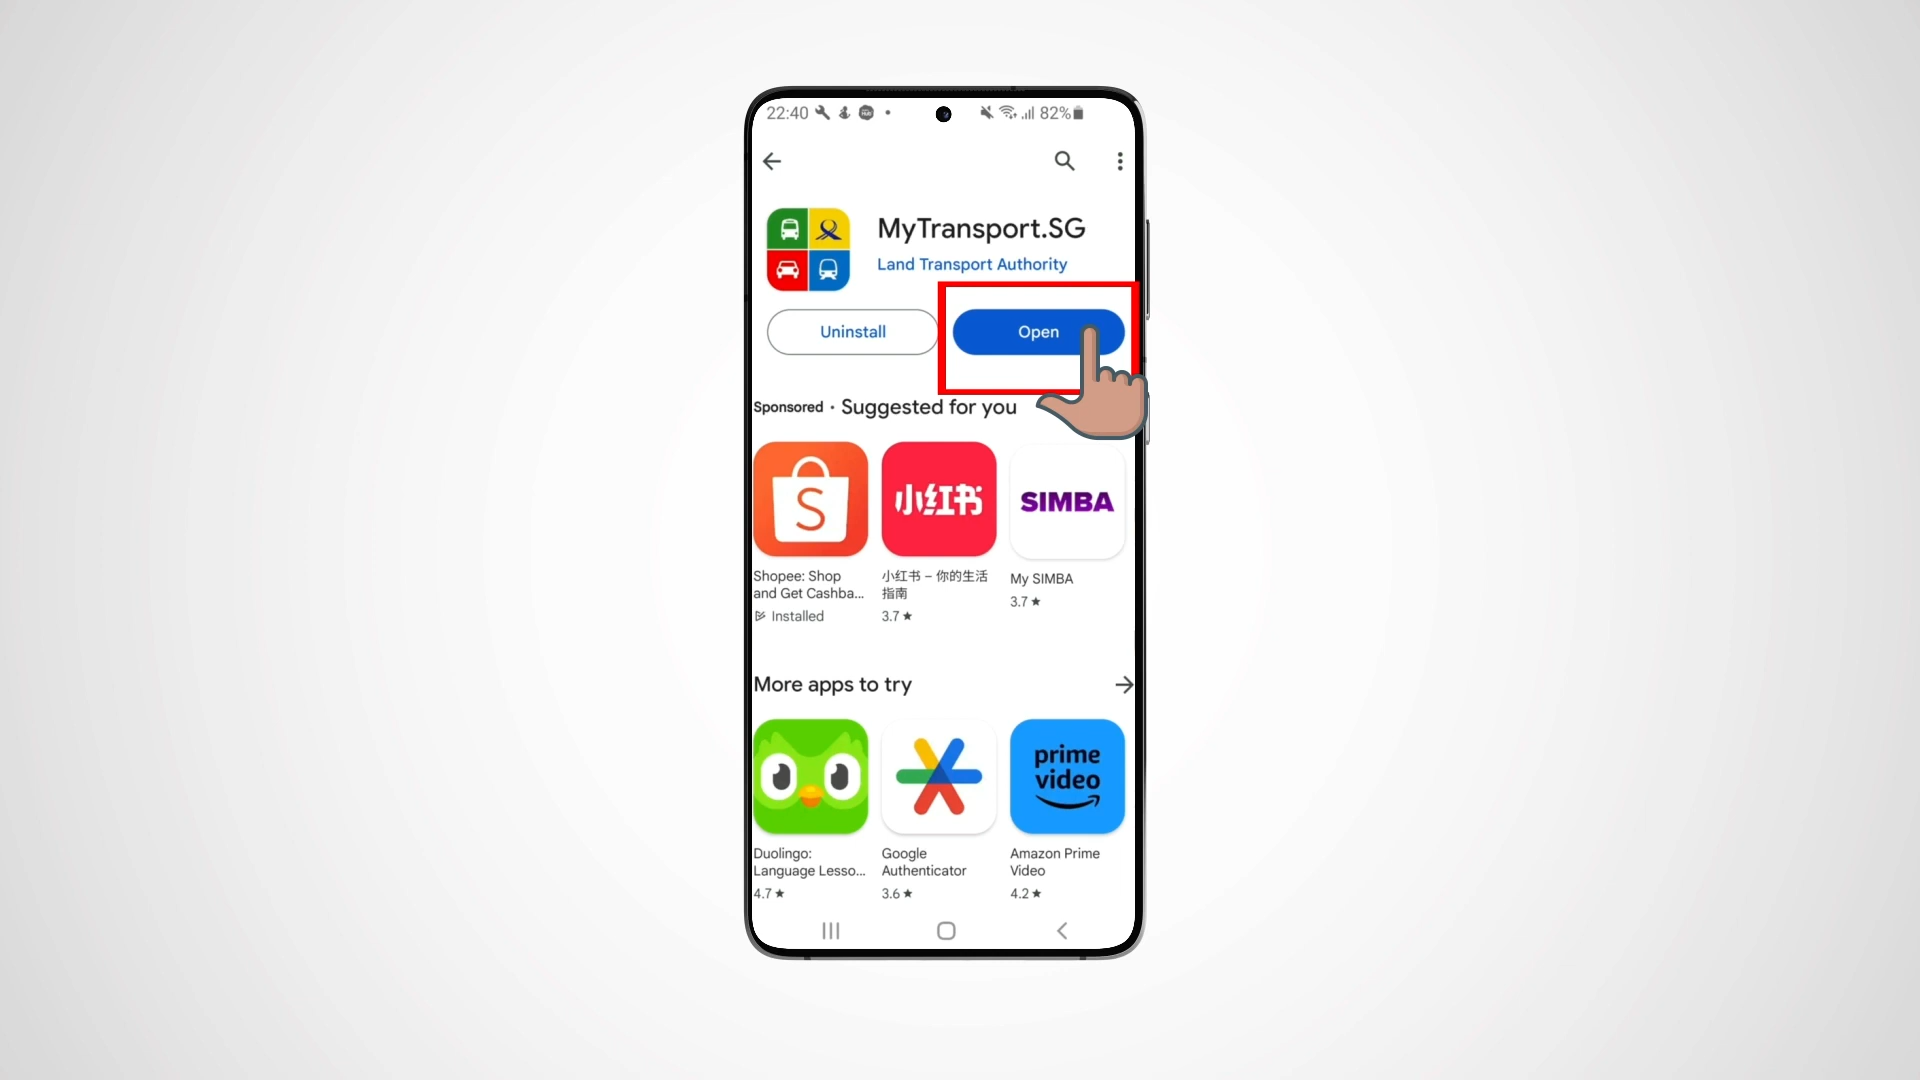 22:40
82%
MyTransport.SG
Land Transport Authority
Uninstall
Open
Sponsored • Suggested for you
S
小红书
SIMBA
Shopee: Shop
and Get Cashba...
Installed
小红书 – 你的生活
指南
3.7 ★
My SIMBA
3.7 ★
More apps to try
prime
video
Duolingo:
Language Lesso...
4.7 ★
Google
Authenticator
3.6 ★
Amazon Prime
Video
4.2 ★